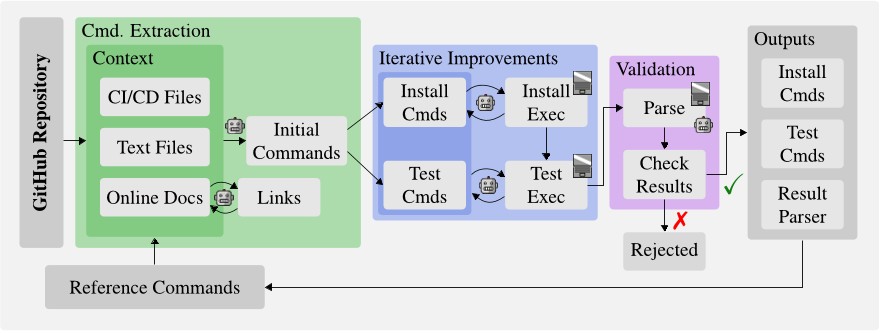 GitHub Repository
Cmd. Extraction
Context
CI/CD Files
Text Files
Online Docs
Links
Initial
Commands
Iterative Improvements
Install
Cmds
Install
Exec
Test
Cmds
Test
Exec
Validation
Parse
Check
Results
Rejected
Outputs
Install
Cmds
Test
Cmds
Result
Parser
Reference Commands